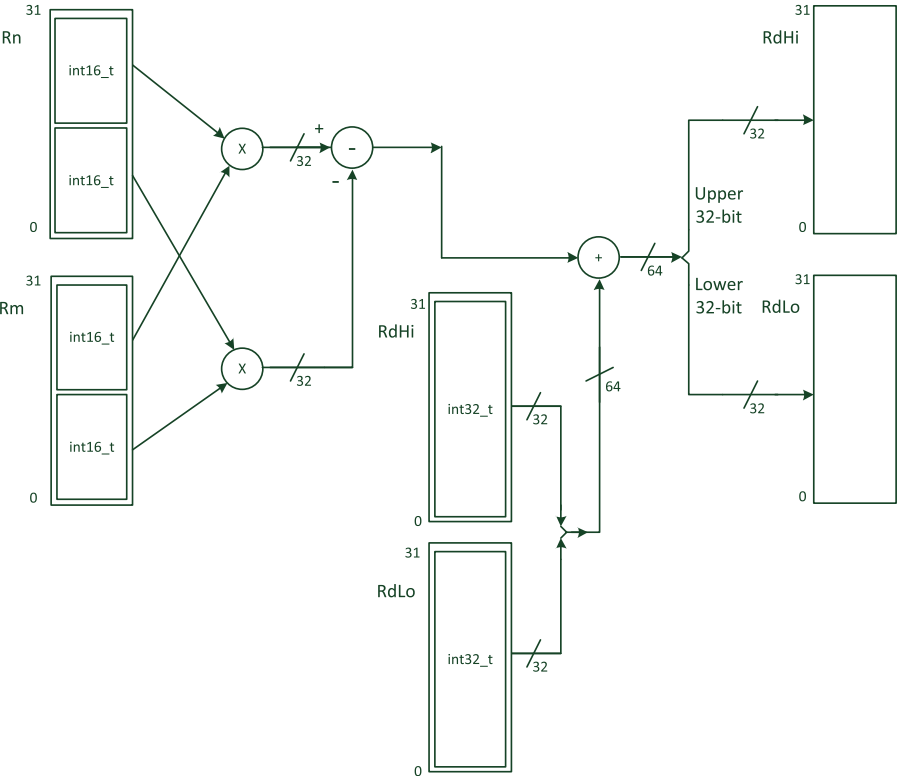 31
Rn
int16_t
int16_t
0
31
Rm
int16_t
int16_t
0
X
32
+
-
-
X
32
31
RdHi
int32_t
0
32
31
RdLo
int32_t
0
32
64
+
64
Upper
32-bit
Lower
32-bit
32
31
RdHi
0
32
31
RdLo
0